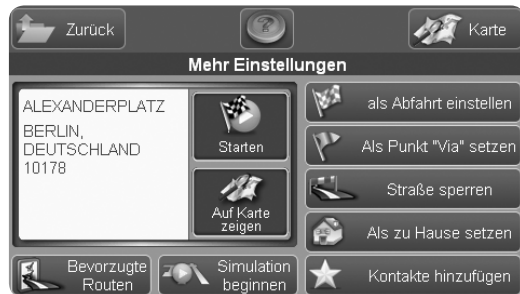 Zurück
Karte
Mehr Einstellungen
ALEXANDERPLATZ
BERLIN,
DEUTSCHLAND
10178
Starten
Auf Karte
zeigen
als Abfahrt einstellen
Als Punkt "Via" setzen
Straße sperren
Als zu Hause setzen
Kontakte hinzufügen
Bevorzugte
Routen
Simulation
beginnen